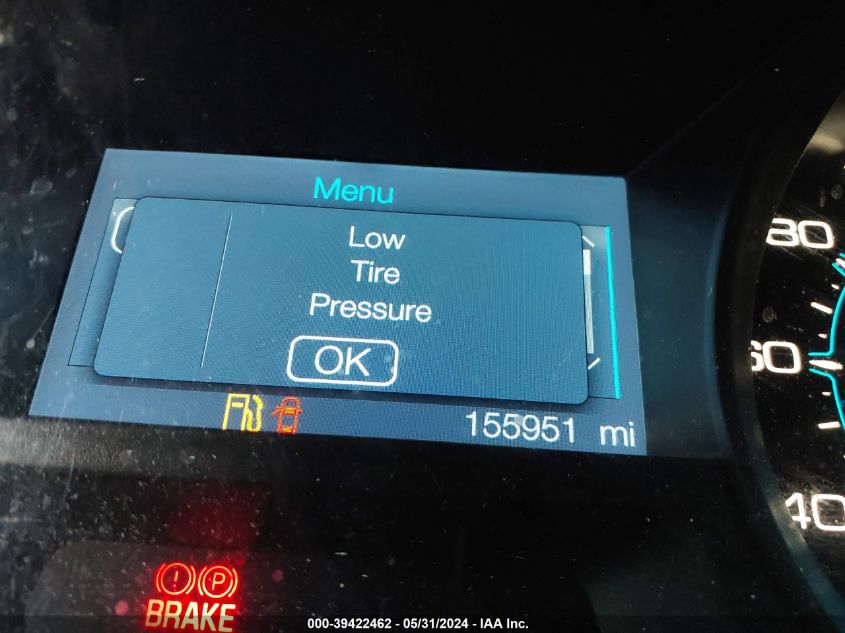 Menu
Low
Tire
Pressure
OK
155951 mi
80
60
40
P
BRAKE
000-39422462 - 05/31/2024 - IAA Inc.